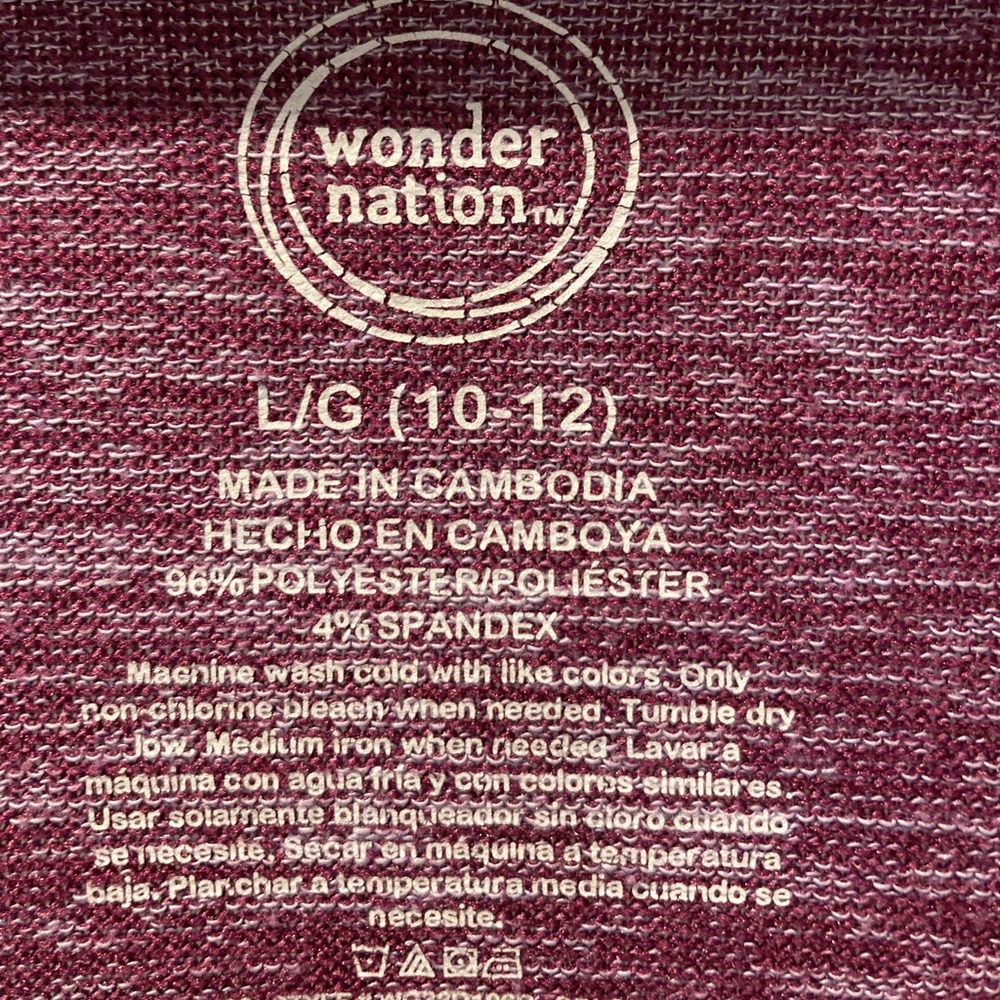 wonder
nation™
L/G (10-12)
MADE IN CAMBODIA
HECHO EN CAMBOYA
96% POLYESTER/POLIÉSTER
4% SPANDEX
Machine wash cold with like colors. Only
non-chlorine bleach when needed. Tumble dry
low. Medium iron when needed. Lavar a
máquina con agua fría y con colores similares.
Usar solamente blanqueador sin cloro cuando
se necesite. Secar en máquina a temperatura
baja. Planchar a temperatura media cuando se
necesite.